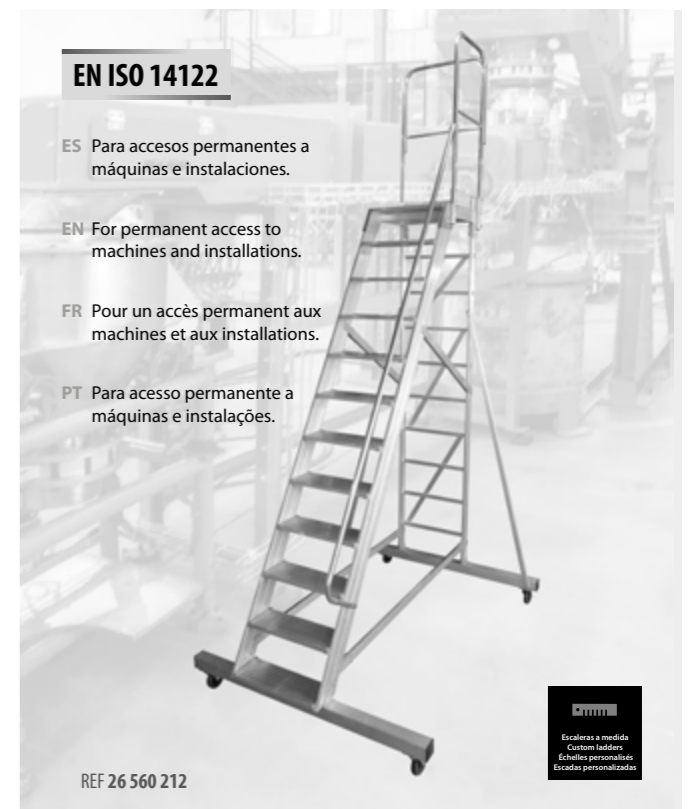 EN ISO 14122
ES Para accesos permanentes a
máquinas e instalaciones.
EN For permanent access to
machines and installations.
FR Pour un accès permanent aux
machines et aux installations.
PT Para acesso permanente a
máquinas e instalações.
Escaleras a medida
Custom ladders
Échelles personalisés
Escadas personalizadas
REF 26 560 212